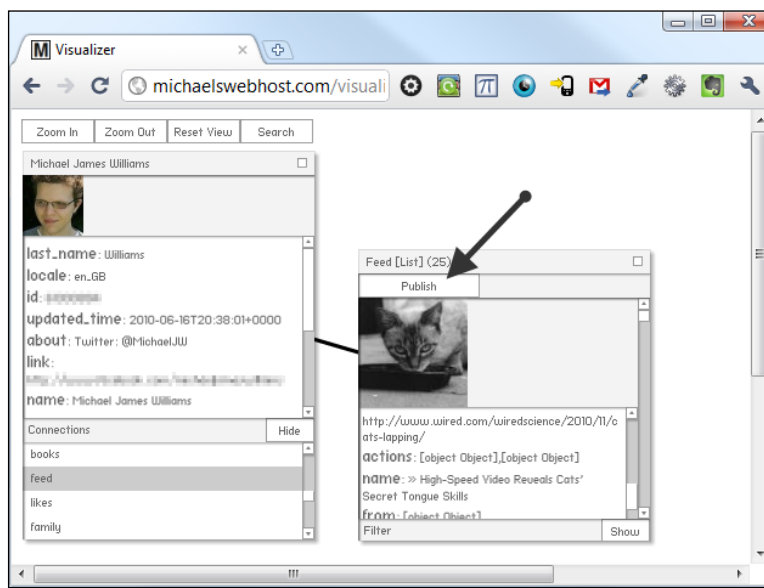 Visualizer
michaelswebhost.com/visuali
Zoom In Zoom Out Reset View Search
Michael James Williams
last_name: Williams
locale: en_GB
id:
updated_time: 2010-06-16T20:38:01+0000
about: Twitter: @MichaelJW
link:
name: Michael James Williams
Connections Hide
books
feed
likes
family
Feed [List] (25)
Publish
http://www.wired.com/wiredscience/2010/11/c
ats-lapping/
actions: [object Object],[object Object]
name: » High-Speed Video Reveals Cats'
Secret Tongue Skills
from: [object Object]
Filter Show